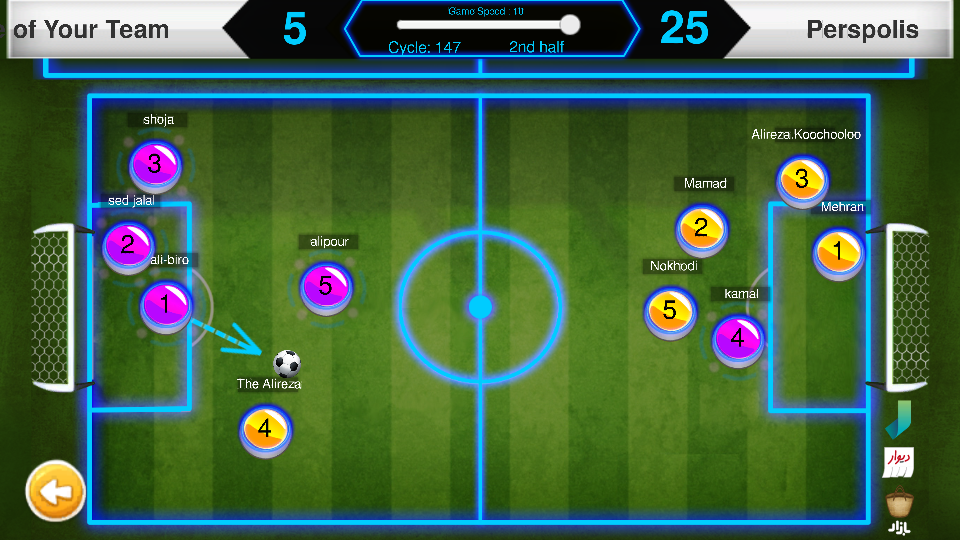 of Your Team
5
Game Speed : 10
Cycle: 147
2nd half
25
Perspolis
shoja
3
sed jalal
2
ali-biro
1
alipour
5
The Alireza
4
Alireza.Koochooloo
3
Mamad
2
Mehran
1
Nokhodi
5
kamal
4
دیوار
بازار